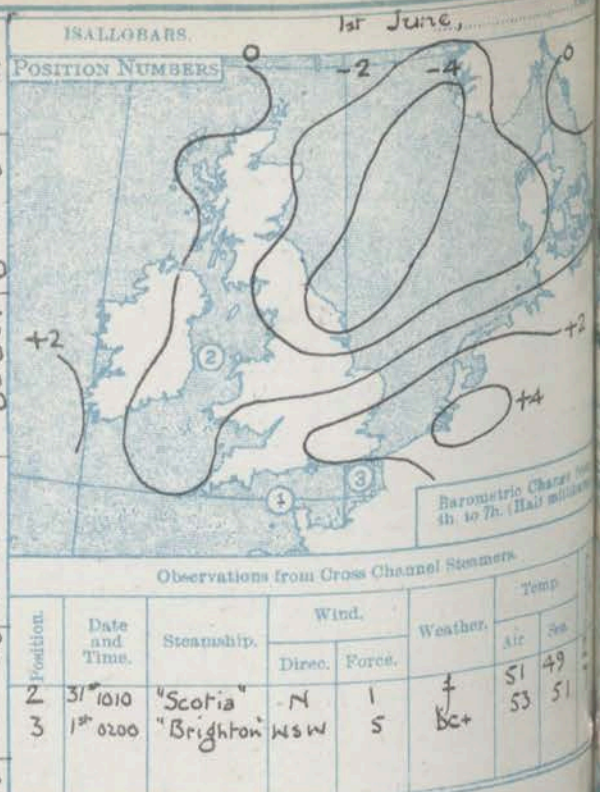 ISALLOBARS. 1st June,
POSITION NUMBERS
0 -2 -4 0
+2
+2
+4
2
3
1
Barometric Change
4h. to 7h. (Half
Observations from Cross Channel Steamers.
Position. Date and Time. Steamship. Wind. Weather. Temp.
Direc. Force. Air Sea.
2 31st 1010 "Scotia" N 1 f 51 49
3 1st 0200 "Brighton" WSW 5 bc+ 53 51